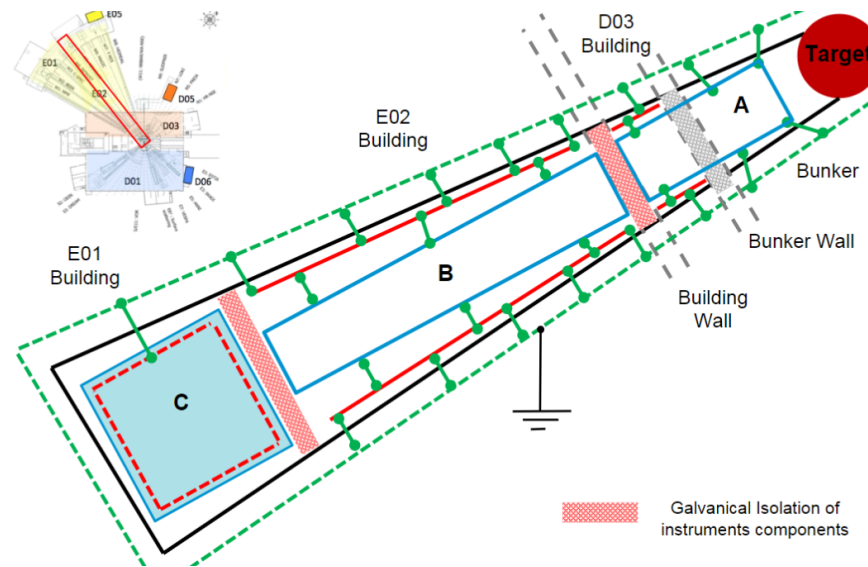 E05
E01
E02
D05
D03
D01
D06
D03
Building
Target
A
E02
Building
Bunker
E01
Building
B
Bunker Wall
Building
Wall
C
Galvanical Isolation of
instruments components